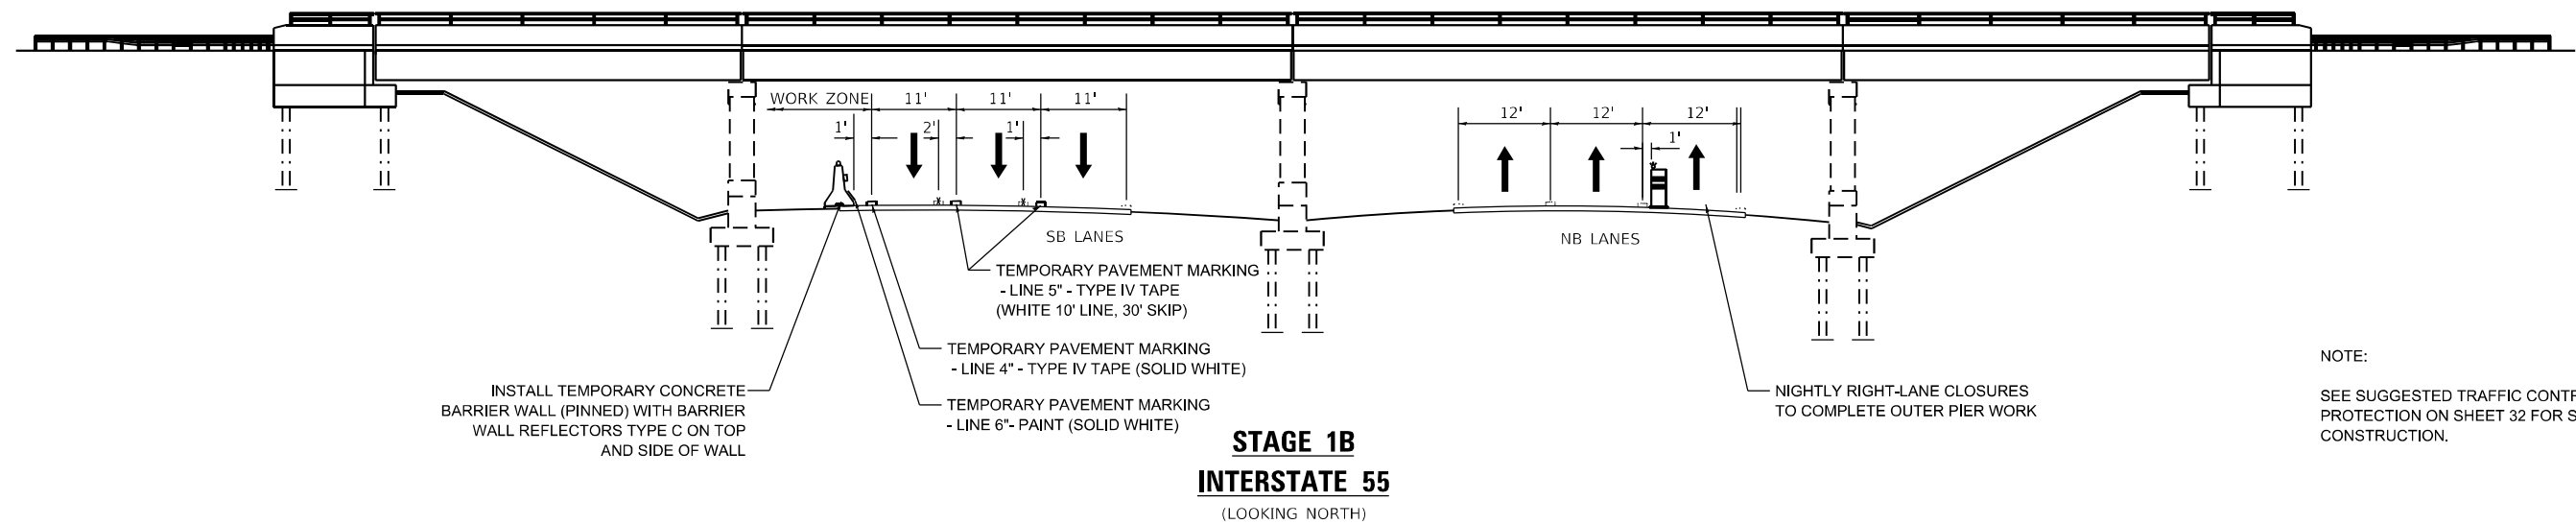 WORK ZONE
11'
11'
11'
1'
2'
1'
12'
12'
12'
1'
SB LANES
NB LANES
TEMPORARY PAVEMENT MARKING
- LINE 5" - TYPE IV TAPE
(WHITE 10' LINE, 30' SKIP)
TEMPORARY PAVEMENT MARKING
- LINE 4" - TYPE IV TAPE (SOLID WHITE)
TEMPORARY PAVEMENT MARKING
- LINE 6"- PAINT (SOLID WHITE)
INSTALL TEMPORARY CONCRETE
BARRIER WALL (PINNED) WITH BARRIER
WALL REFLECTORS TYPE C ON TOP
AND SIDE OF WALL
NIGHTLY RIGHT-LANE CLOSURES
TO COMPLETE OUTER PIER WORK
NOTE:
SEE SUGGESTED TRAFFIC
PROTECTION ON SHEET 32 FOR
CONSTRUCTION.
STAGE 1B
INTERSTATE 55
(LOOKING NORTH)